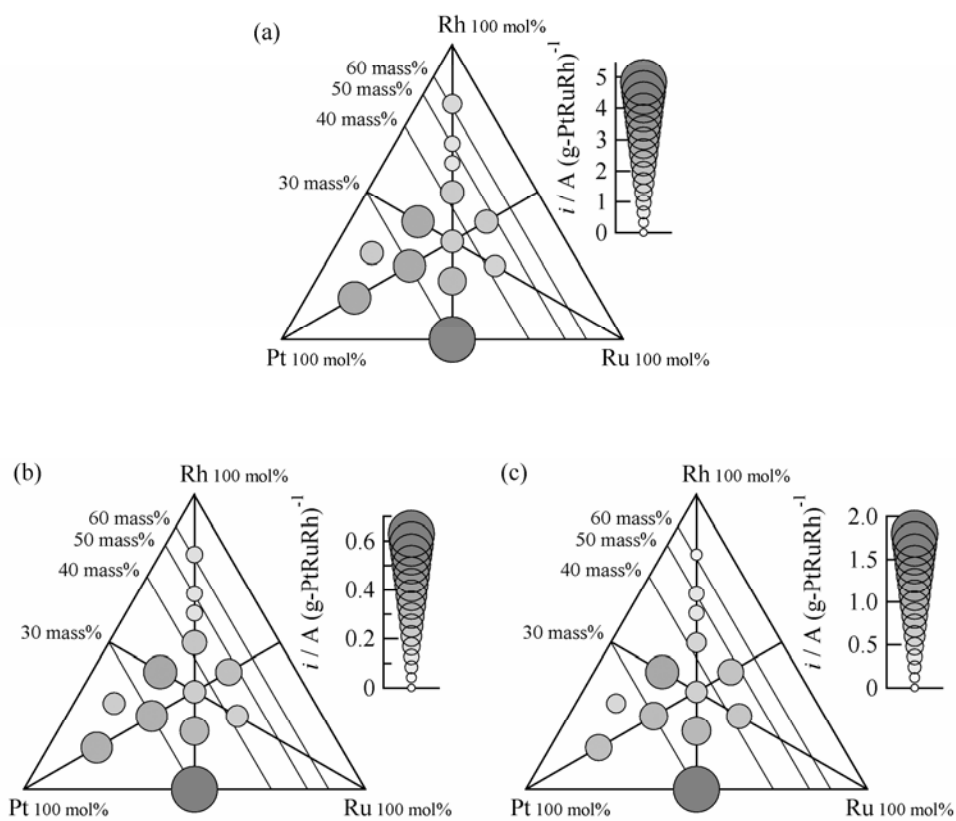 (a)
Rh 100 mol%
60 mass%
50 mass%
40 mass%
30 mass%
Pt 100 mol%
Ru 100 mol%
i / A (g-PtRuRh)⁻¹
5
4
3
2
1
0
(b)
Rh 100 mol%
60 mass%
50 mass%
40 mass%
30 mass%
Pt 100 mol%
Ru 100 mol%
i / A (g-PtRuRh)⁻¹
0.6
0.4
0.2
0
(c)
Rh 100 mol%
60 mass%
50 mass%
40 mass%
30 mass%
Pt 100 mol%
Ru 100 mol%
i / A (g-PtRuRh)⁻¹
2.0
1.5
1.0
0.5
0